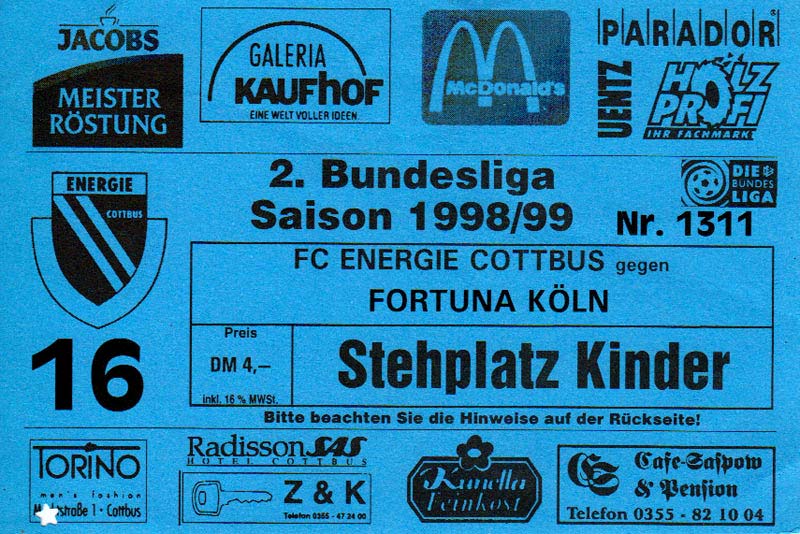 JACOBS
MEISTER
RÖSTUNG
GALERIA
KAUFhOF
EINE WELT VOLLER IDEEN.
McDonald's
PARADOR®
UENTZ
HOLZ
PROFI
IHR FACHMARKT
ENERGIE
COTTBUS
2. Bundesliga
Saison 1998/99
DIE
BUNDES
LIGA
Nr. 1311
FC ENERGIE COTTBUS gegen
FORTUNA KÖLN
16
Preis
DM 4,–
inkl. 16 % MWSt.
Stehplatz Kinder
Bitte beachten Sie die Hinweise auf der Rückseite!
TORINO
men's fashion
1 · Cottbus
Radisson SAS
HOTEL COTTBUS
Z & K
Telefon 0355 - 47 24 00
Feinkost
CS
Cafe-Saspow
& Pension
Telefon 0355 - 82 10 04